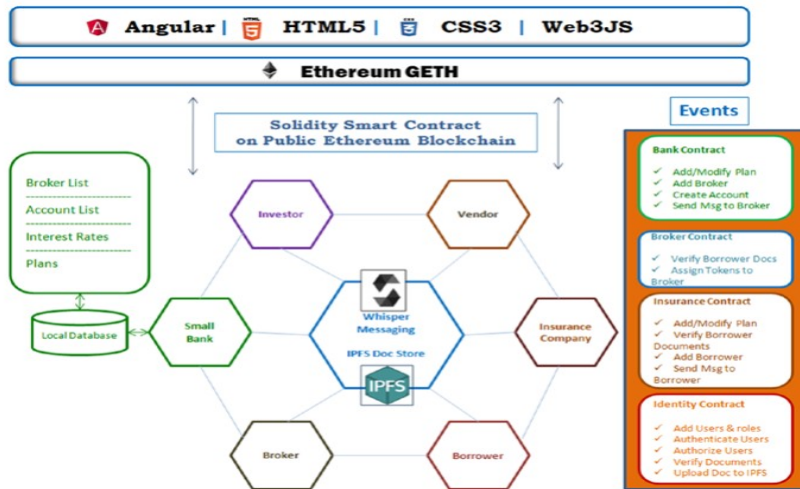 Angular | HTML5 | CSS3 | Web3JS
Ethereum GETH
Solidity Smart Contract
on Public Ethereum Blockchain
Events
Broker List
Account List
Interest Rates
Plans
Local Database
Investor
Vendor
Small
Bank
Whisper
Messaging
IPFS Doc Store
IPFS
Insurance
Company
Broker
Borrower
Bank Contract
✓ Add/Modify Plan
✓ Add Broker
✓ Create Account
✓ Send Msg to Broker
Broker Contract
✓ Verify Borrower Docs
✓ Assign Tokens to
Broker
Insurance Contract
✓ Add/Modify Plan
✓ Verify Borrower
Documents
✓ Add Borrower
✓ Send Msg to
Borrower
Identity Contract
✓ Add Users & roles
✓ Authenticate Users
✓ Authorize Users
✓ Verify Documents
✓ Upload Doc to IPFS